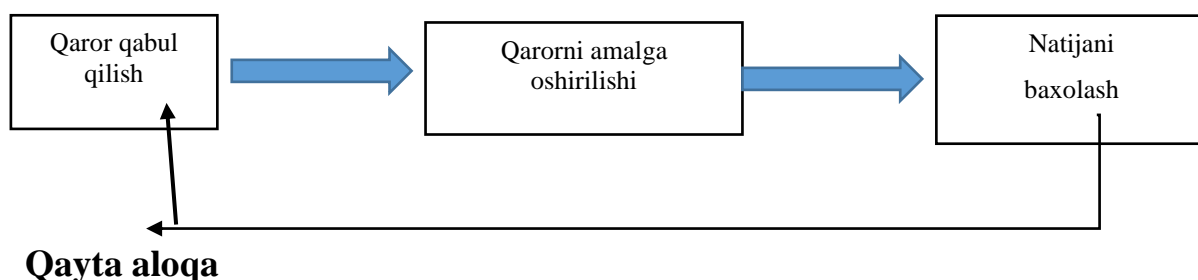 Qaror qabul
qilish
Qarorni amalga
oshirilishi
Natijani
baxolash
Qayta aloqa